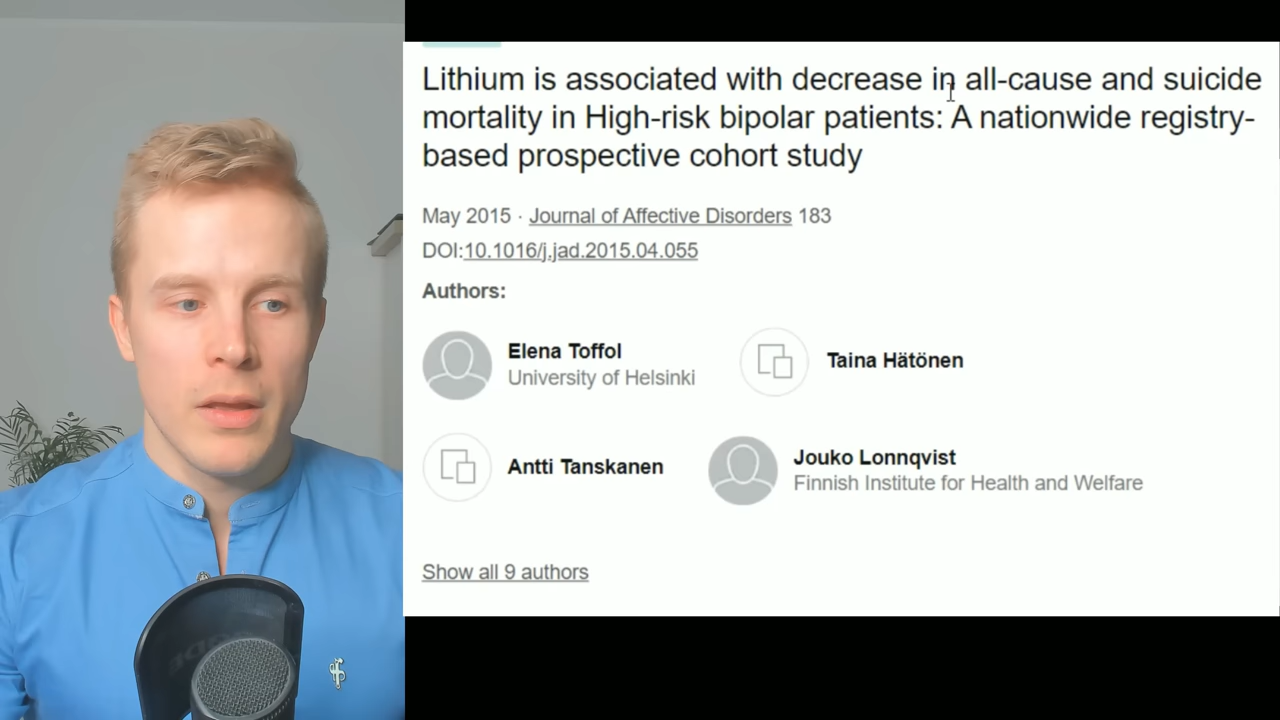 Lithium is associated with decrease in all-cause and suicide
mortality in High-risk bipolar patients: A nationwide registry-
based prospective cohort study
May 2015 · Journal of Affective Disorders 183
DOI:10.1016/j.jad.2015.04.055
Authors:
Elena Toffol
University of Helsinki
Taina Hätönen
Antti Tanskanen
Jouko Lonnqvist
Finnish Institute for Health and Welfare
Show all 9 authors